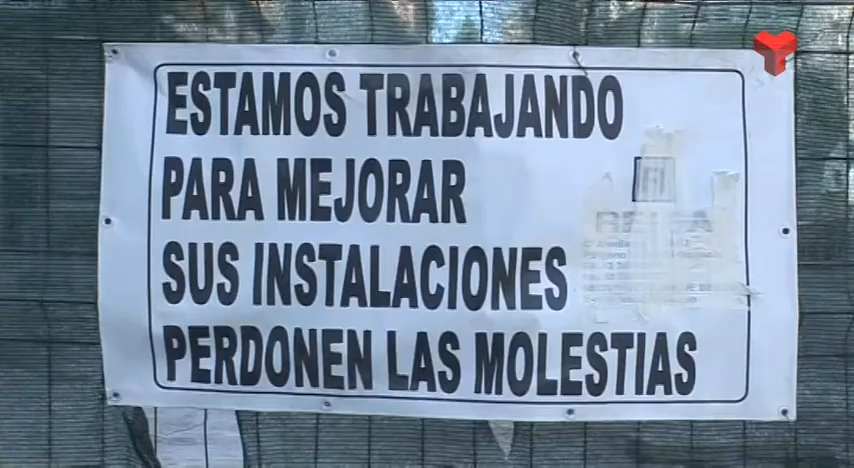 ESTAMOS TRABAJANDO
PARA MEJORAR
SUS INSTALACIONES
PERDONEN LAS MOLESTIAS